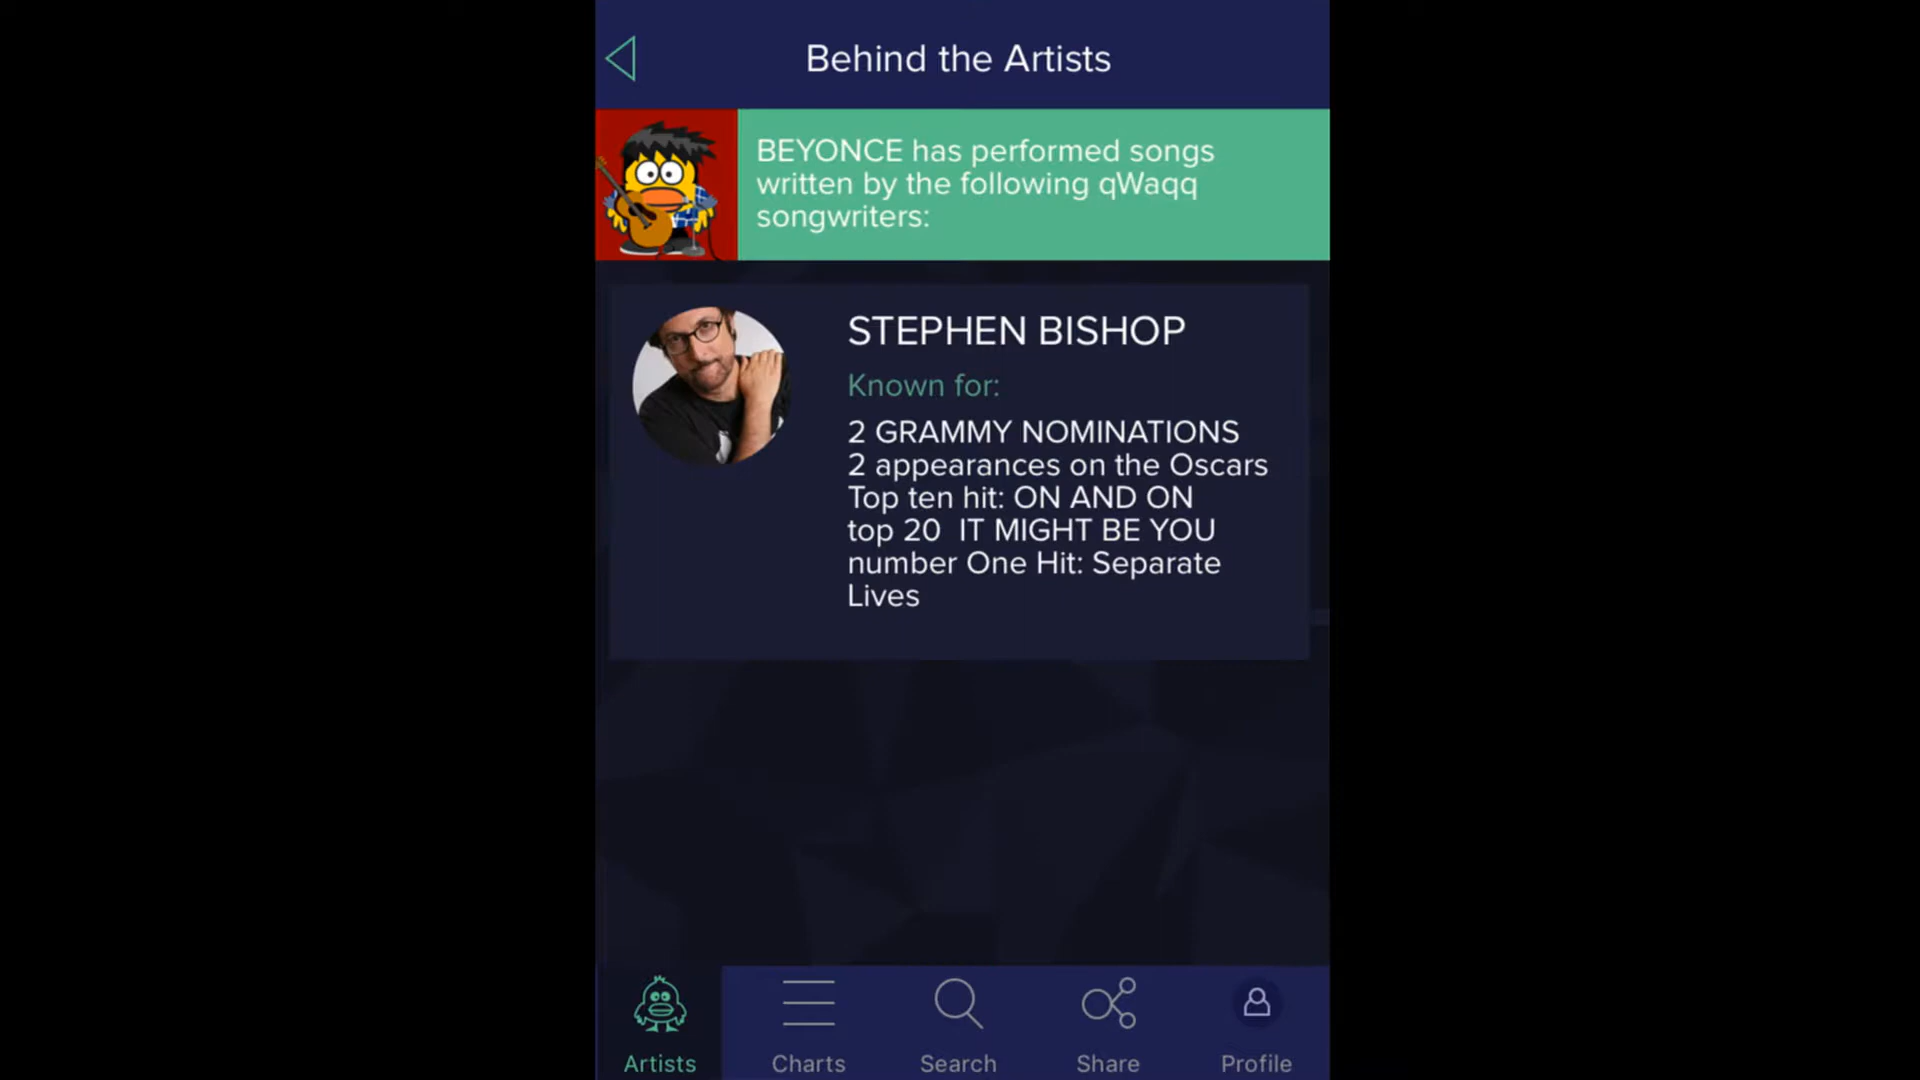 Behind the Artists
BEYONCE has performed songs
written by the following qWaqq
songwriters:
STEPHEN BISHOP
Known for:
2 GRAMMY NOMINATIONS
2 appearances on the Oscars
Top ten hit: ON AND ON
top 20  IT MIGHT BE YOU
number One Hit: Separate
Lives
Artists
Charts
Search
Share
Profile